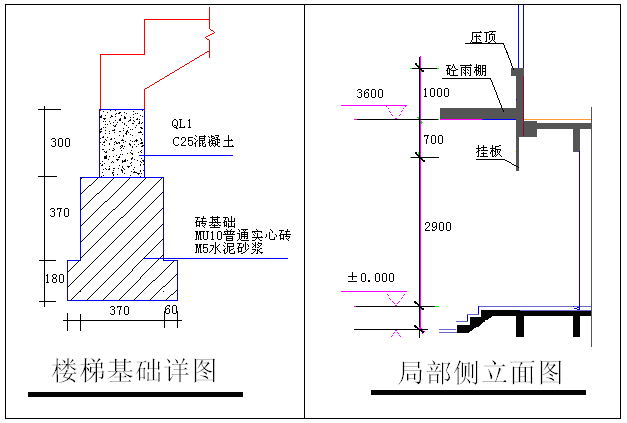 300
370
180
370
60
QL1
C25混凝土
砖基础
MU10普通实心砖
M5水泥砂浆
楼梯基础详图
压顶
砼雨棚
3600
1000
700
挂板
2900
±0.000
局部侧立面图